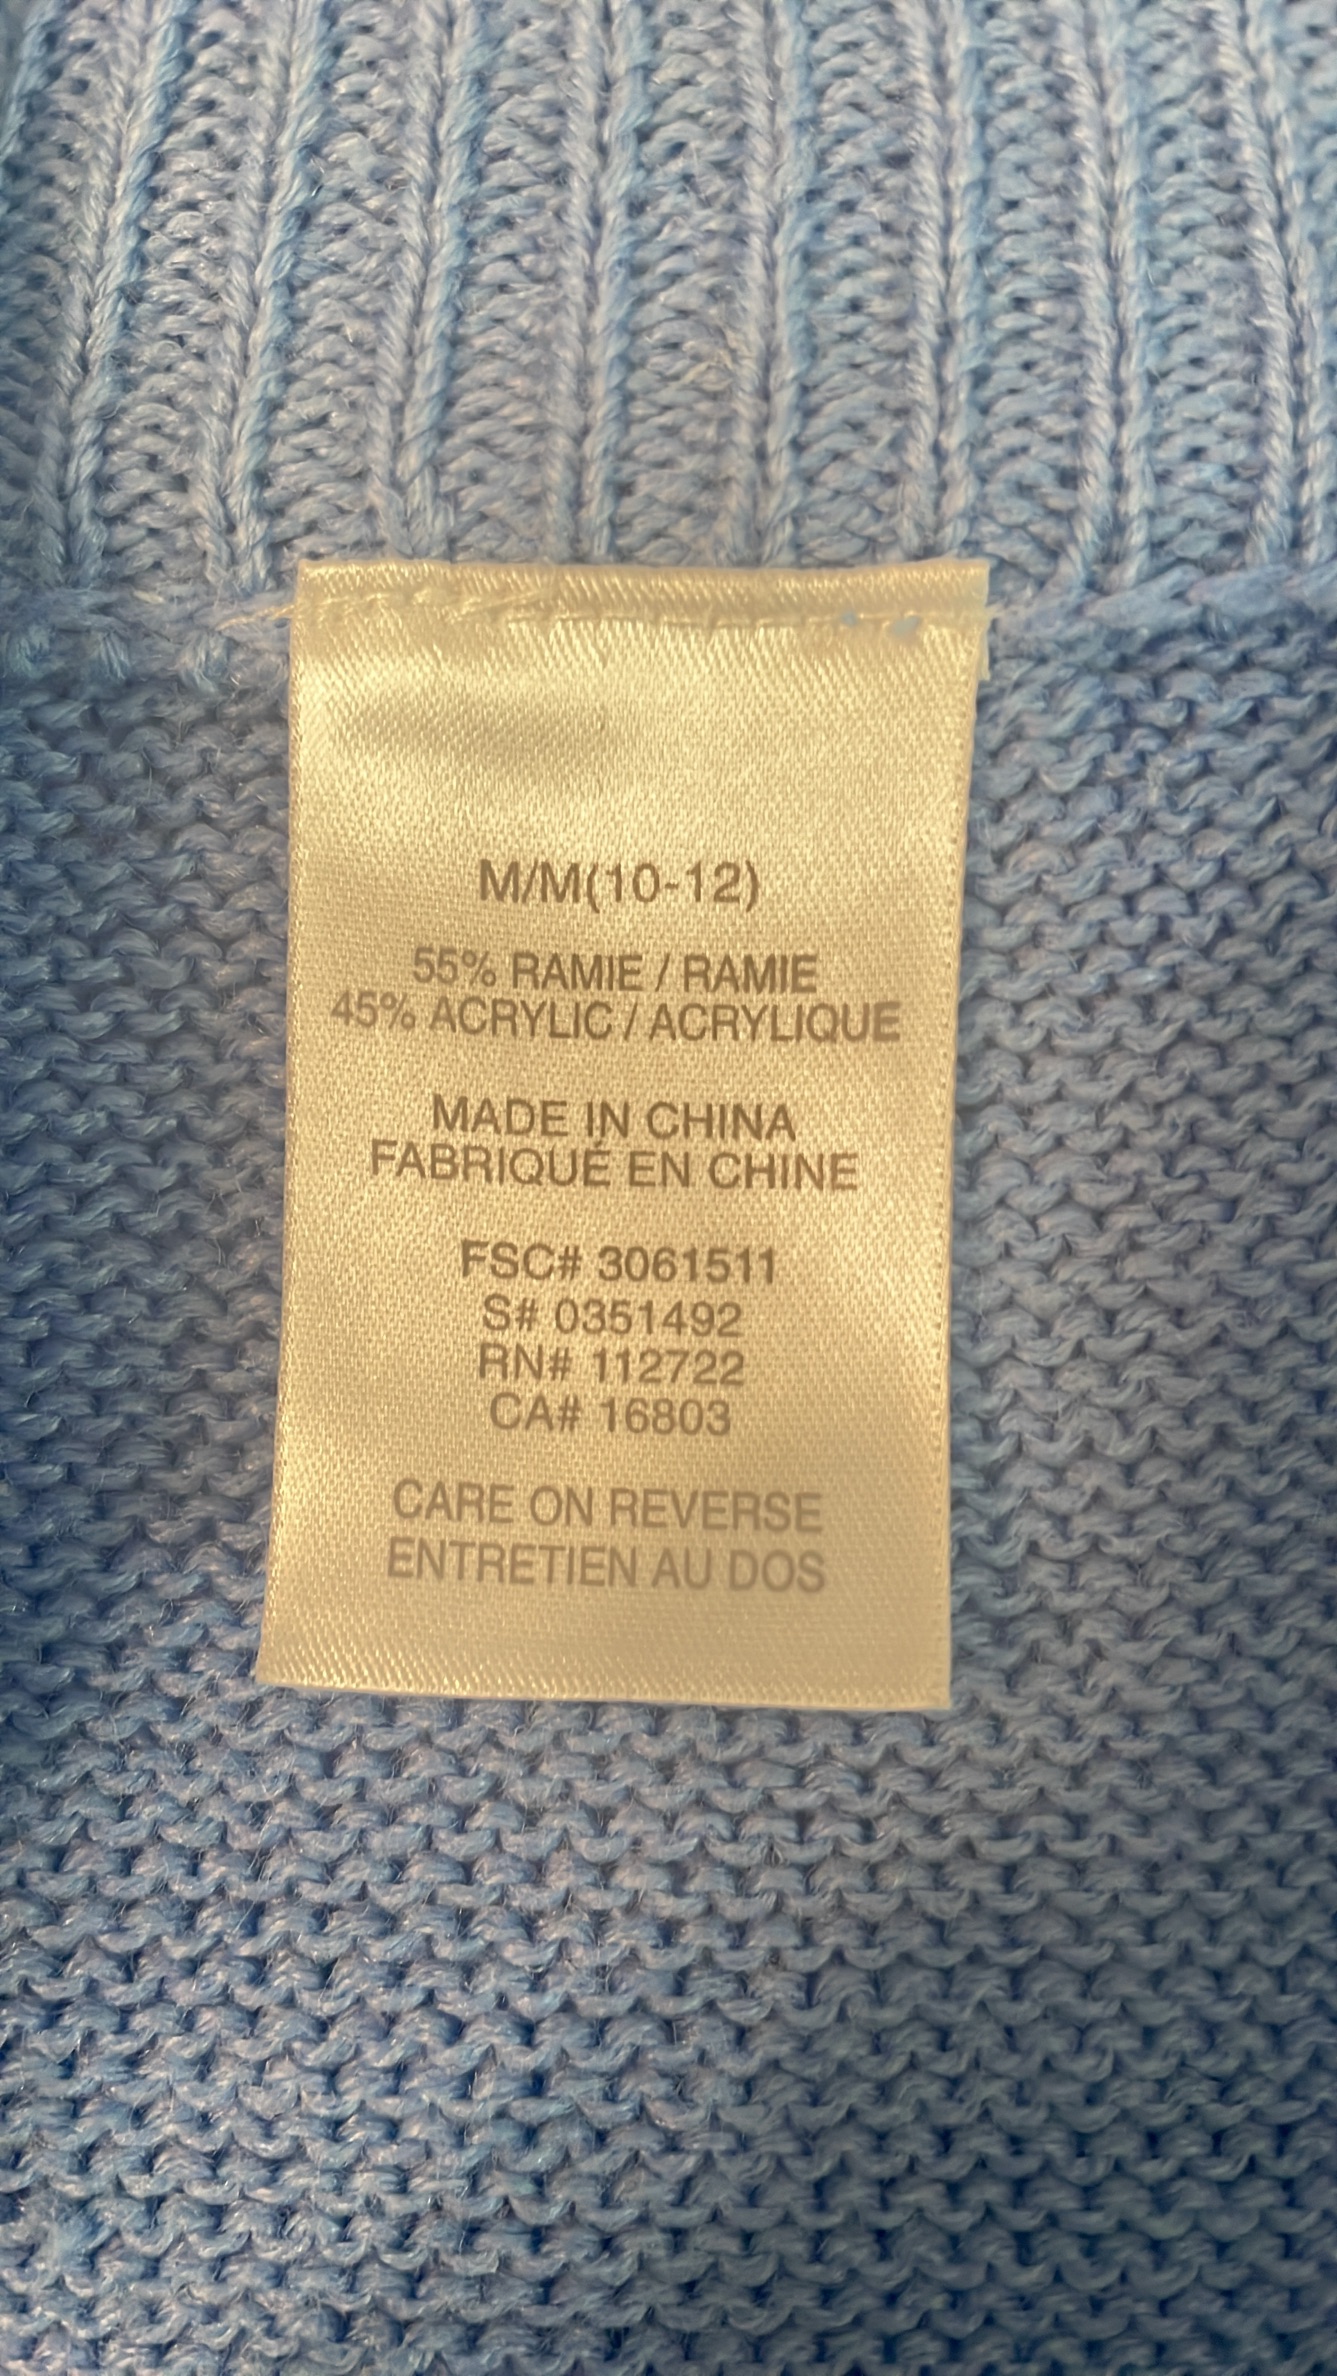 M/M(10-12)
55% RAMIE / RAMIE
45% ACRYLIC / ACRYLIQUE
MADE IN CHINA
FABRIQUÉ EN CHINE
FSC# 3061511
S# 0351492
RN# 112722
CA# 16803
CARE ON REVERSE
ENTRETIEN AU DOS